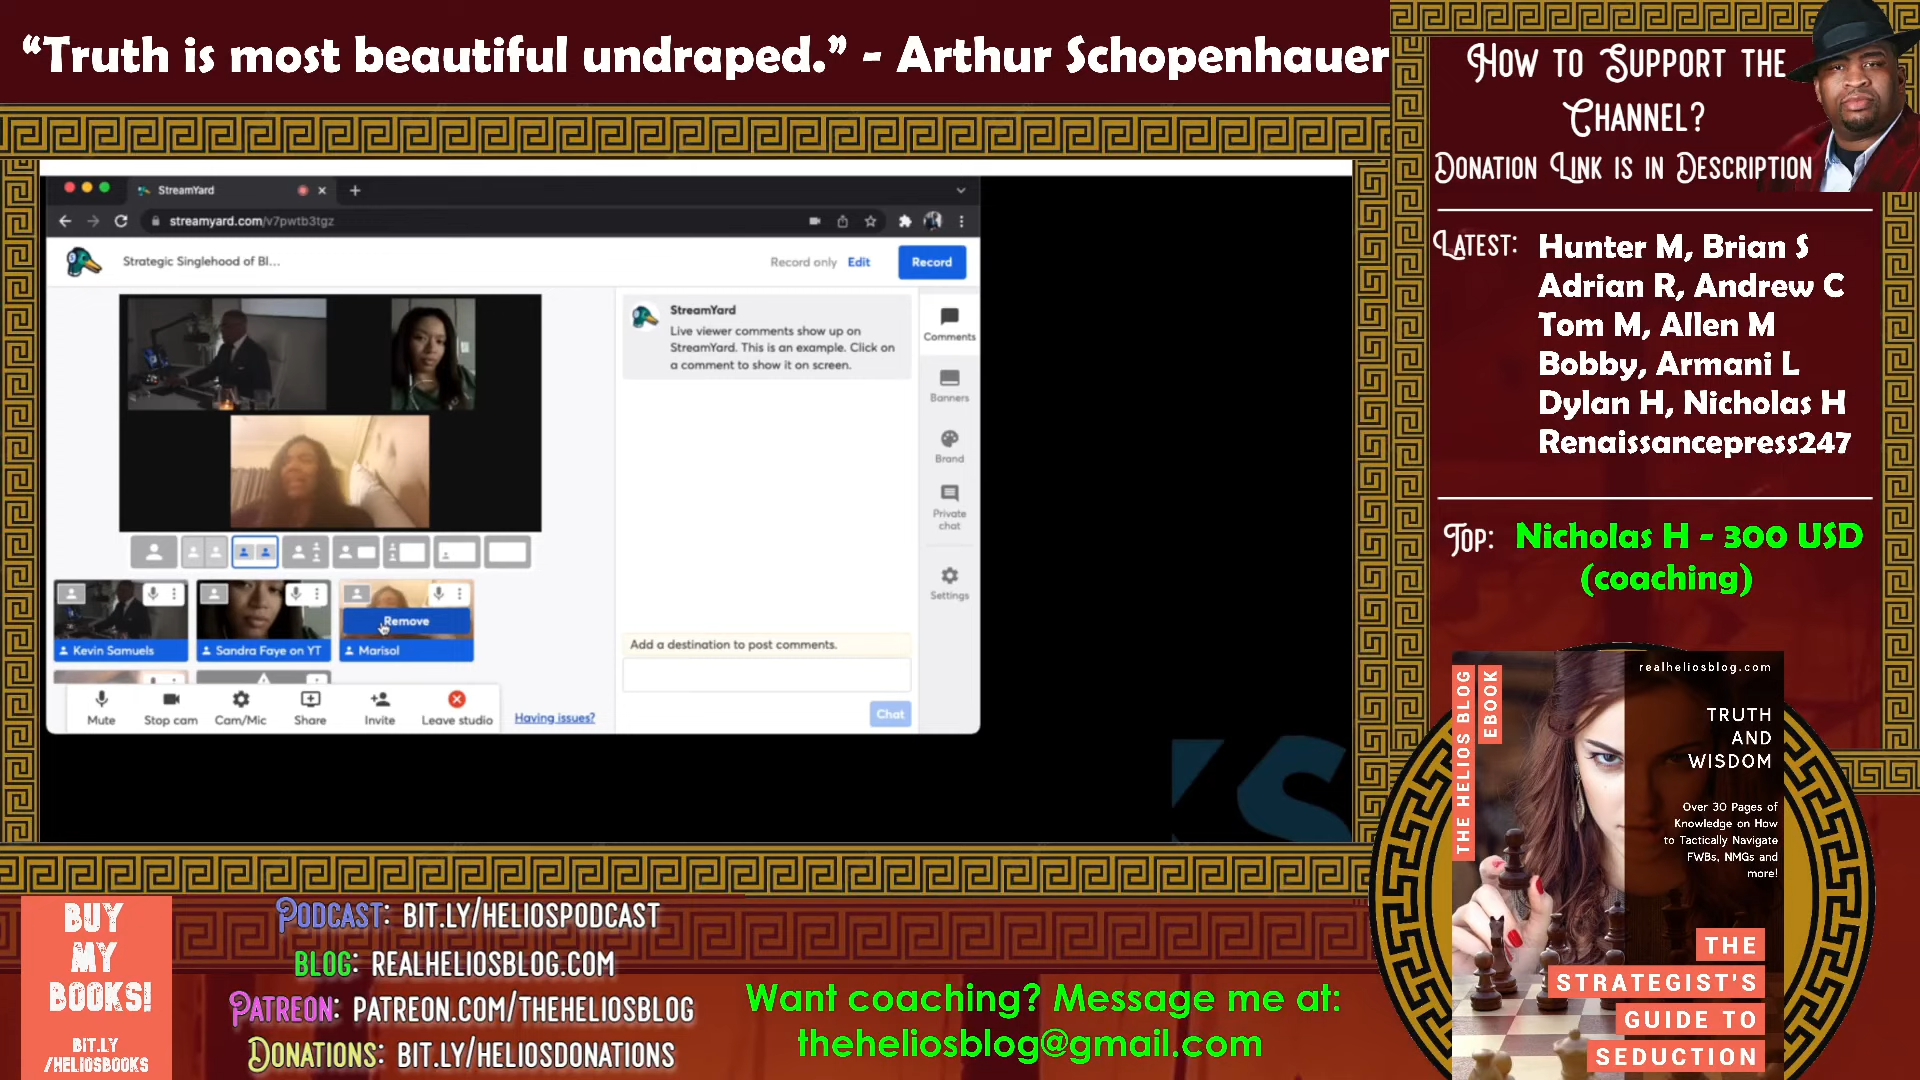 “Truth is most beautiful undraped.” - Arthur Schopenhauer
StreamYard
streamyard.com/v7pwtb3tgz
Strategic Singlehood of Bl...
Record only
Edit
Record
StreamYard
Live viewer comments show up on
StreamYard. This is an example. Click on
a comment to show it on screen.
Comments
Banners
Brand
Private
chat
Settings
Remove
Kevin Samuels
Sandra Faye on YT
Marisol
Add a destination to post comments.
Chat
Mute
Stop cam
Cam/Mic
Share
Invite
Leave studio
Having issues?
KS
How to Support the
Channel?
Donation Link is in Description
Latest:
Hunter M, Brian S
Adrian R, Andrew C
Tom M, Allen M
Bobby, Armani L
Dylan H, Nicholas H
Renaissancepress247
Top:
Nicholas H - 300 USD
(coaching)
THE HELIOS BLOG
EBOOK
realheliosblog.com
TRUTH
AND
WISDOM
Over 30 Pages of
Knowledge on How
to Tactically Navigate
FWBs, NMGs and
more!
THE
STRATEGIST'S
GUIDE TO
SEDUCTION
BUY
MY
BOOKS!
BIT.LY
/HELIOSBOOKS
Podcast: bit.ly/heliospodcast
Blog: realheliosblog.com
Patreon: patreon.com/theheliosblog
Donations: bit.ly/heliosdonations
Want coaching? Message me at:
theheliosblog@gmail.com